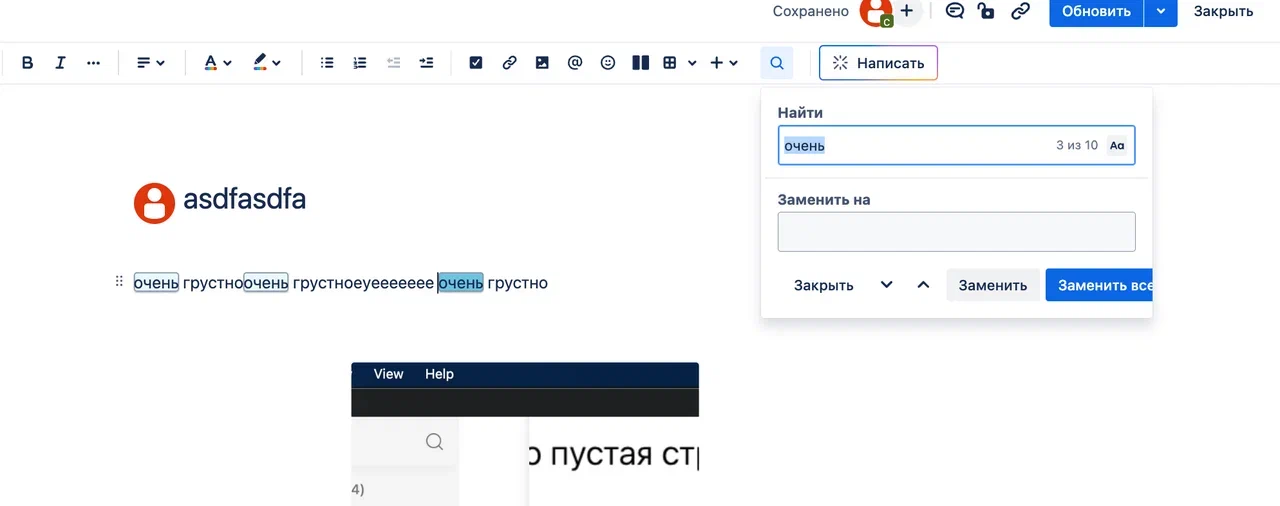 Сохранено
c
Обновить
Закрыть
B I
A
@
Написать
Найти
очень 3 из 10 Aa
asdfasdfa
Заменить на
очень грустноочень грустноеуеееееее очень грустно
Закрыть Заменить Заменить все
View Help
о пустая стр
4)